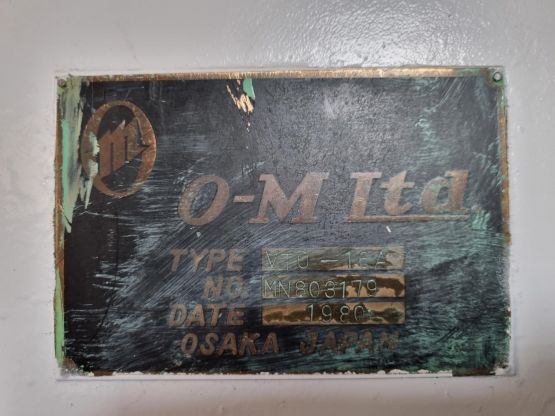 O-M Ltd
TYPE
NO. MN803179
DATE 1980
OSAKA JAPAN